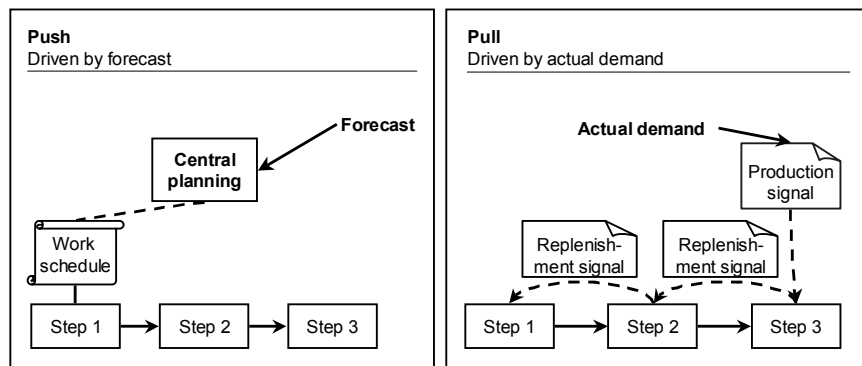 Push
Driven by forecast
Forecast
Central
planning
Work
schedule
Step 1
Step 2
Step 3
Pull
Driven by actual demand
Actual demand
Production
signal
Replenish-
ment signal
Replenish-
ment signal
Step 1
Step 2
Step 3